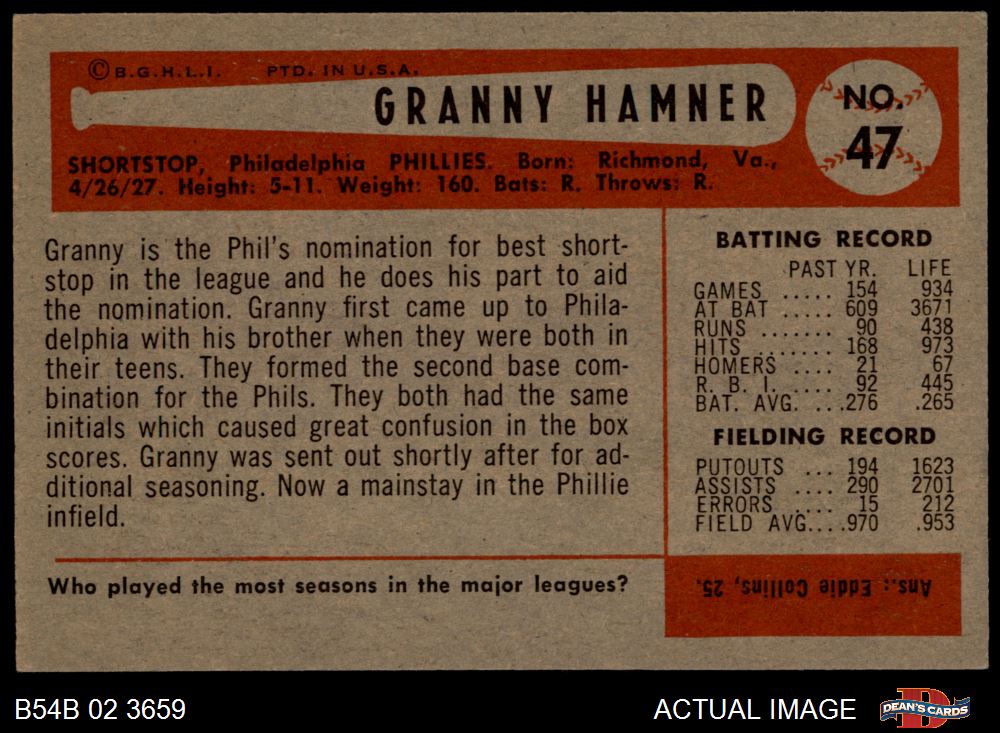 © B.G.H.L.I. PTD. IN U.S.A.
GRANNY HAMNER
NO.
47
SHORTSTOP, Philadelphia PHILLIES. Born: Richmond, Va.,
4/26/27. Height: 5-11. Weight: 160. Bats: R. Throws: R.
Granny is the Phil's nomination for best short-
stop in the league and he does his part to aid
the nomination. Granny first came up to Phila-
delphia with his brother when they were both in
their teens. They formed the second base com-
bination for the Phils. They both had the same
initials which caused great confusion in the box
scores. Granny was sent out shortly after for ad-
ditional seasoning. Now a mainstay in the Phillie
infield.
BATTING RECORD
PAST YR. LIFE
GAMES ..... 154 934
AT BAT ..... 609 3671
RUNS ....... 90 438
HITS ........ 168 973
HOMERS .... 21 67
R. B. I. ..... 92 445
BAT. AVG. ...276 .265
FIELDING RECORD
PUTOUTS ... 194 1623
ASSISTS .... 290 2701
ERRORS .... 15 212
FIELD AVG....970 .953
Who played the most seasons in the major leagues?
Ans.: Eddie Collins, 25.
B54B 02 3659
ACTUAL IMAGE
D
DEAN'S CARDS